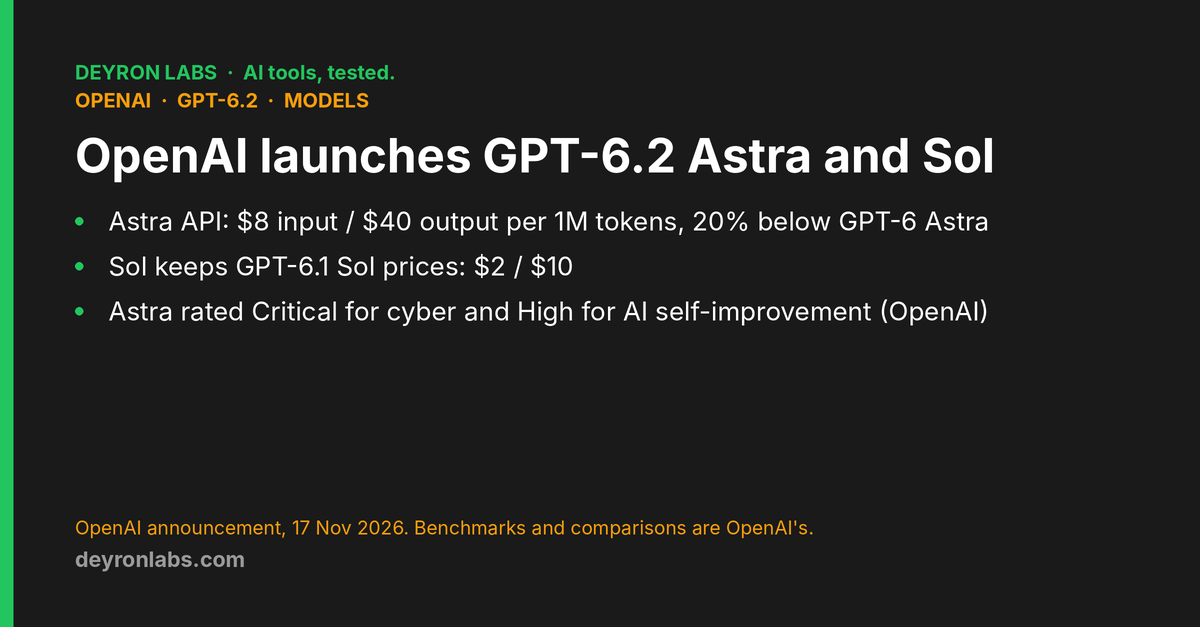 DEYRON LABS · AI tools, tested.
OPENAI · GPT-6.2 · MODELS
OpenAI launches GPT-6.2 Astra and Sol
• Astra API: $8 input / $40 output per 1M tokens, 20% below GPT-6 Astra
• Sol keeps GPT-6.1 Sol prices: $2 / $10
• Astra rated Critical for cyber and High for AI self-improvement (OpenAI)
OpenAI announcement, 17 Nov 2026. Benchmarks and comparisons are OpenAI's.
deyronlabs.com